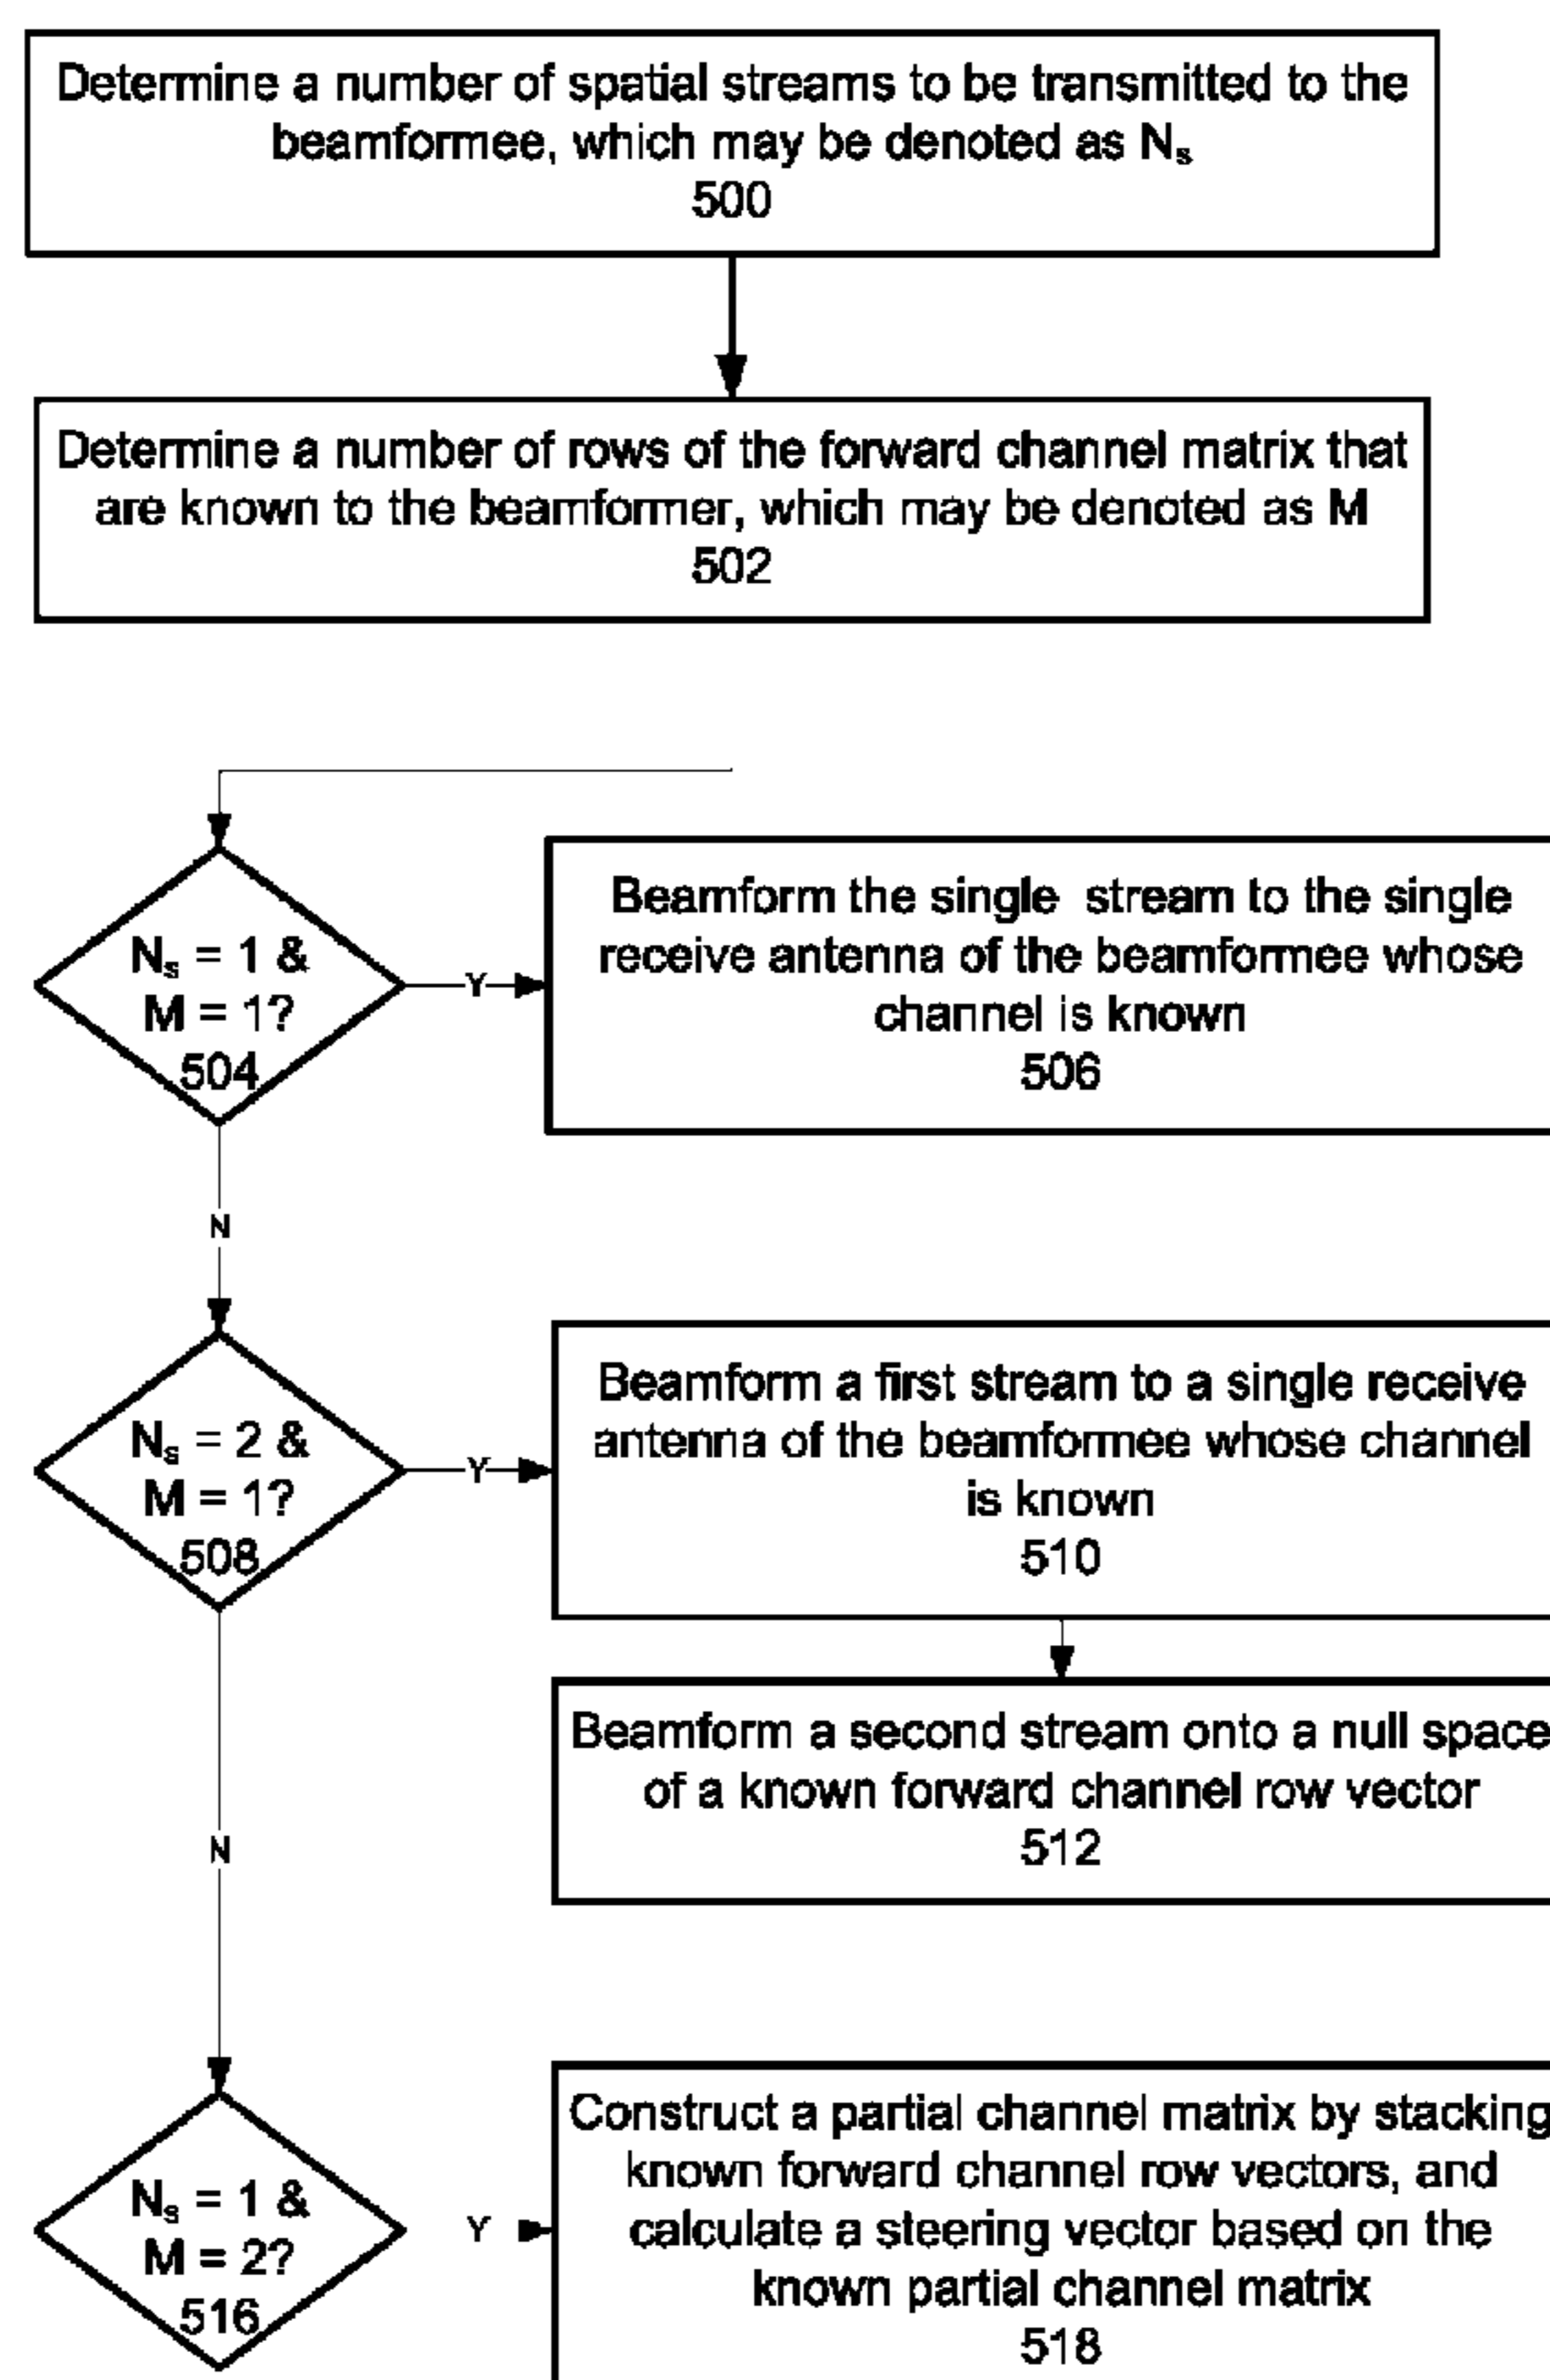 Determine a number of spatial streams to be transmitted to the
beamformee, which may be denoted as Ns
500
Determine a number of rows of the forward channel matrix that
are known to the beamformer, which may be denoted as M
502
Ns = 1 &
M = 1?
504
Y
Beamform the single stream to the single
receive antenna of the beamformee whose
channel is known
506
N
Ns = 2 &
M = 1?
508
Y
Beamform a first stream to a single receive
antenna of the beamformee whose channel
is known
510
Beamform a second stream onto a null space
of a known forward channel row vector
512
N
Ns = 1 &
M = 2?
516
Y
Construct a partial channel matrix by stacking
known forward channel row vectors, and
calculate a steering vector based on the
known partial channel matrix
518